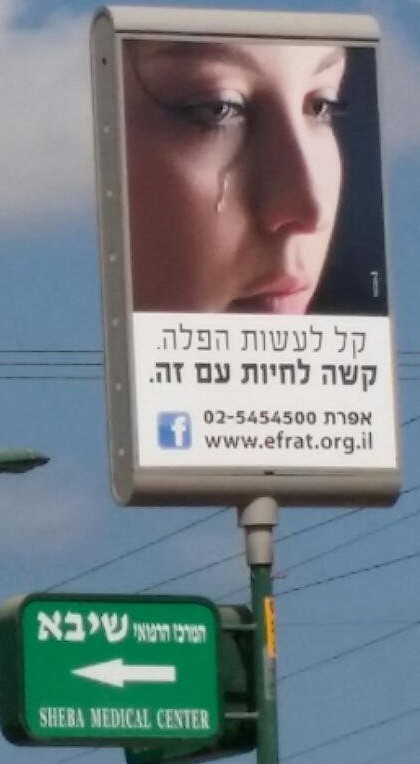 קל לעשות הפלה.
קשה לחיות עם זה.
אפרת 02-5454500
www.efrat.org.il
המרכז הרפואי שיבא
SHEBA MEDICAL CENTER